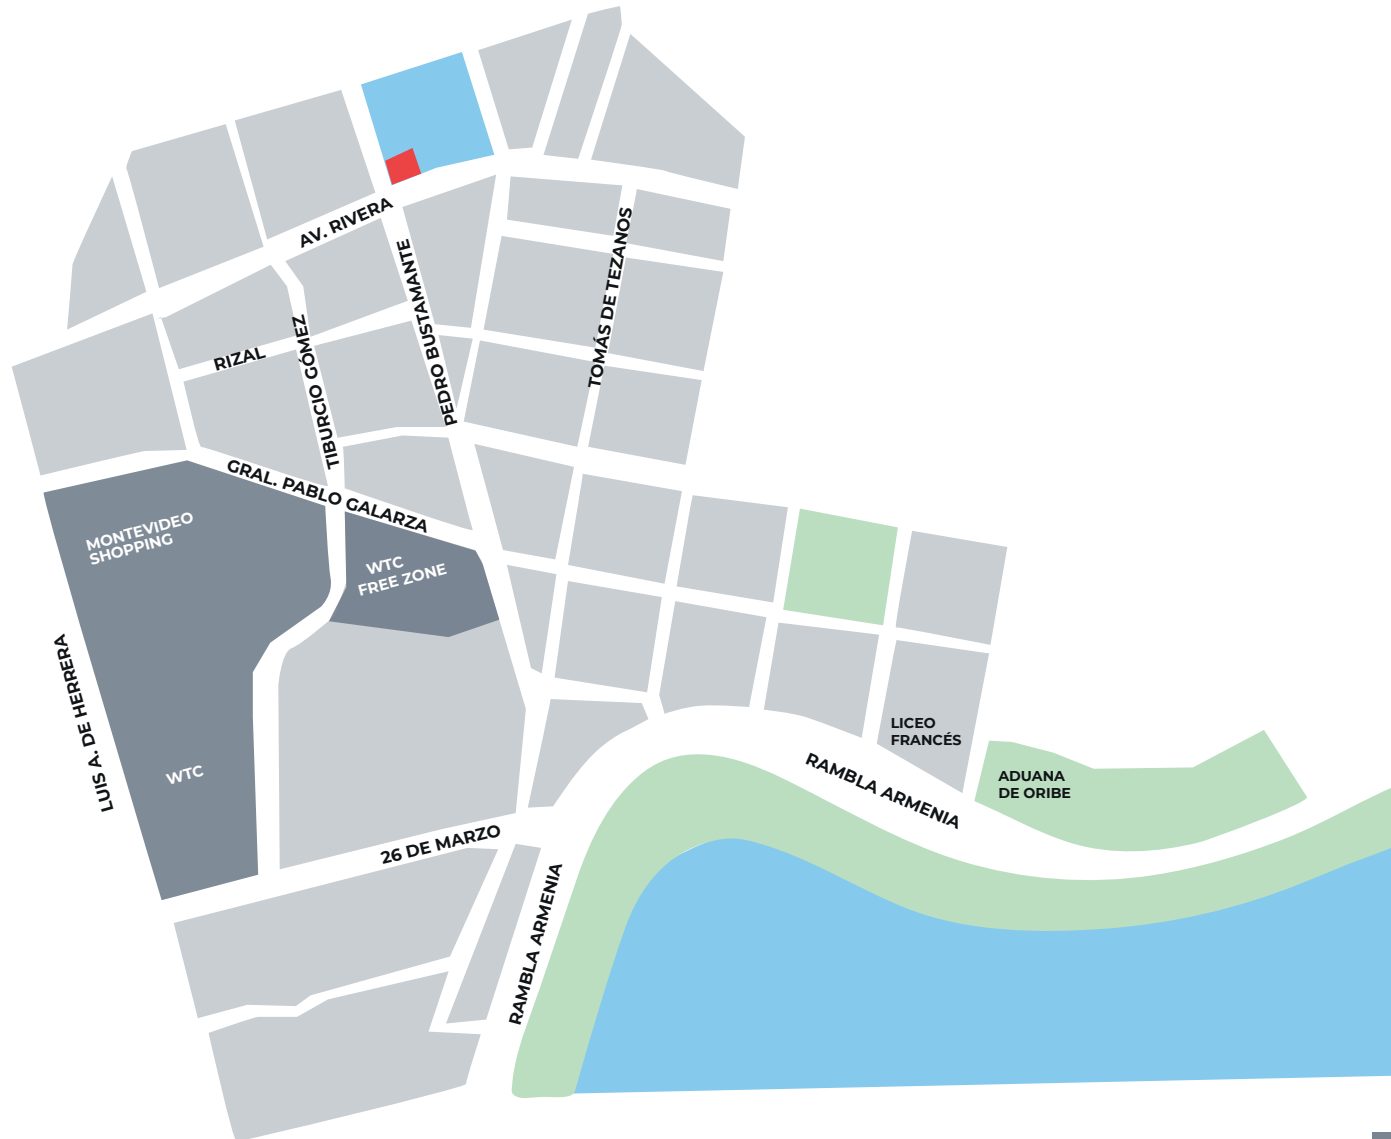 AV. RIVERA
TOMÁS DE TEZANOS
PEDRO BUSTAMANTE
RIZAL
TIBURCIO GÓMEZ
GRAL. PABLO GALARZA
MONTEVIDEO
SHOPPING
WTC
FREE ZONE
LUIS A. DE HERRERA
WTC
LICEO
FRANCÉS
RAMBLA ARMENIA
ADUANA
DE ORIBE
26 DE MARZO
RAMBLA ARMENIA